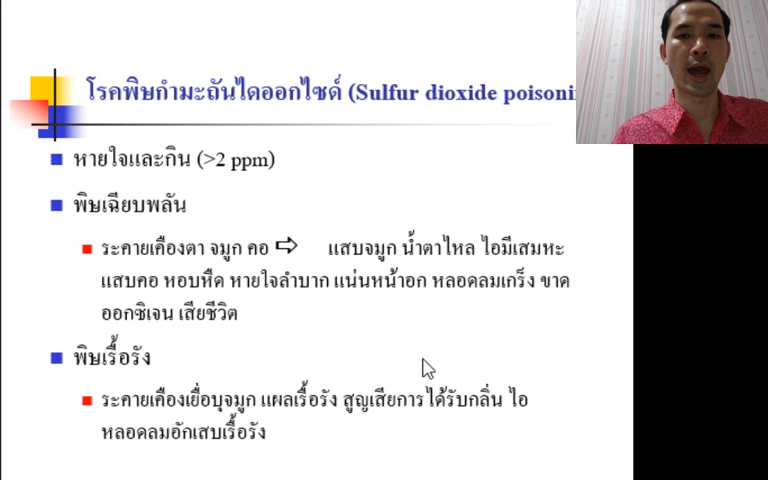 โรคพิษกำมะถันไดออกไซด์ (Sulfur dioxide poisoni
หายใจและกิน (>2 ppm)
พิษเฉียบพลัน
ระคายเคืองตา จมูก คอ ⇨ แสบจมูก น้ำตาไหล ไอมีเสมหะ
แสบคอ หอบหืด หายใจลำบาก แน่นหน้าอก หลอดลมเกร็ง ขาด
ออกซิเจน เสียชีวิต
พิษเรื้อรัง
ระคายเคืองเยื่อบุจมูก แผลเรื้อรัง สูญเสียการได้รับกลิ่น ไอ
หลอดลมอักเสบเรื้อรัง